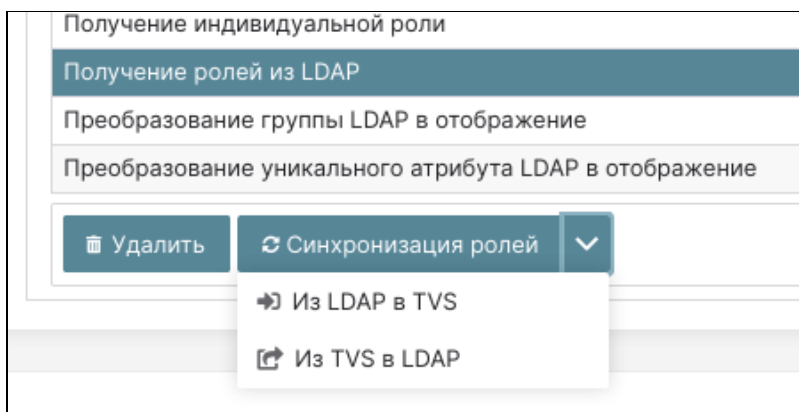 Получение индивидуальной роли
Получение ролей из LDAP
Преобразование группы LDAP в отображение
Преобразование уникального атрибута LDAP в отображение
Удалить
Синхронизация ролей
Из LDAP в TVS
Из TVS в LDAP